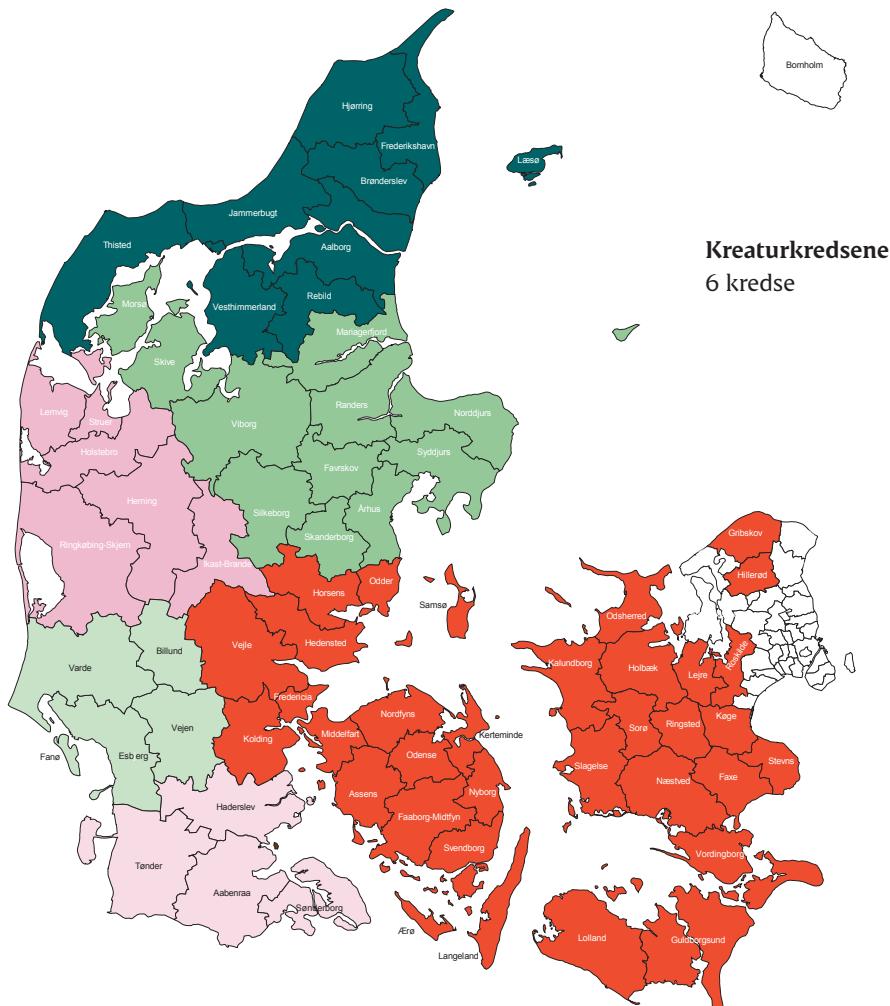 Bornholm
Hjørring
Frederikshavn
Læsø
Brønderslev
Jammerbugt
Thisted
Aalborg
Kreaturkredsene
6 kredse
Vesthimmerland
Rebild
Morsø
Mariagerfjord
Skive
Lemvig
Struer
Randers
Norddjurs
Viborg
Holstebro
Syddjurs
Favrskov
Herning
Silkeborg
Århus
Skanderborg
Ringkøbing-Skjern
Ikast-Brande
Gribskov
Hillerød
Horsens
Odder
Samsø
Odsherred
Vejle
Hedensted
Billund
Varde
Kalundborg
Holbæk
Lejre
Roskilde
Fredericia
Nordfyns
Vejen
Kolding
Middelfart
Kerteminde
Sorø
Ringsted
Køge
Fanø
Esb erg
Odense
Slagelse
Stevns
Næstved
Faxe
Assens
Nyborg
Haderslev
Faaborg-Midtfyn
Svendborg
Vordingborg
Tønder
Aabenraa
Sønderborg
Ærø
Langeland
Lolland
Guldborgsund